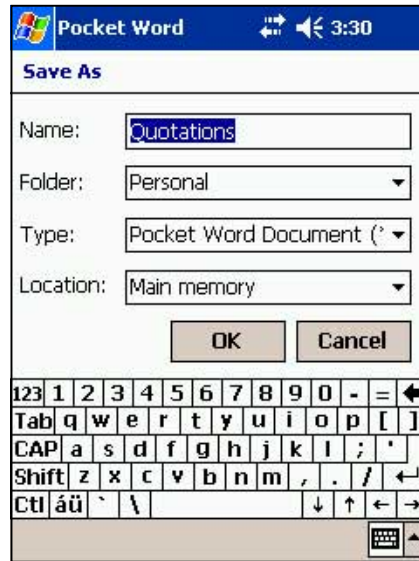 Pocket Word 3:30
Save As
Name: Quotations
Folder: Personal
Type: Pocket Word Document (*
Location: Main memory
OK Cancel
123 1 2 3 4 5 6 7 8 9 0 - =
Tab q w e r t y u i o p [ ]
CAP a s d f g h j k l ; '
Shift z x c v b n m , . / ↵
Ctl áü ` \ ↓ ↑ ← →